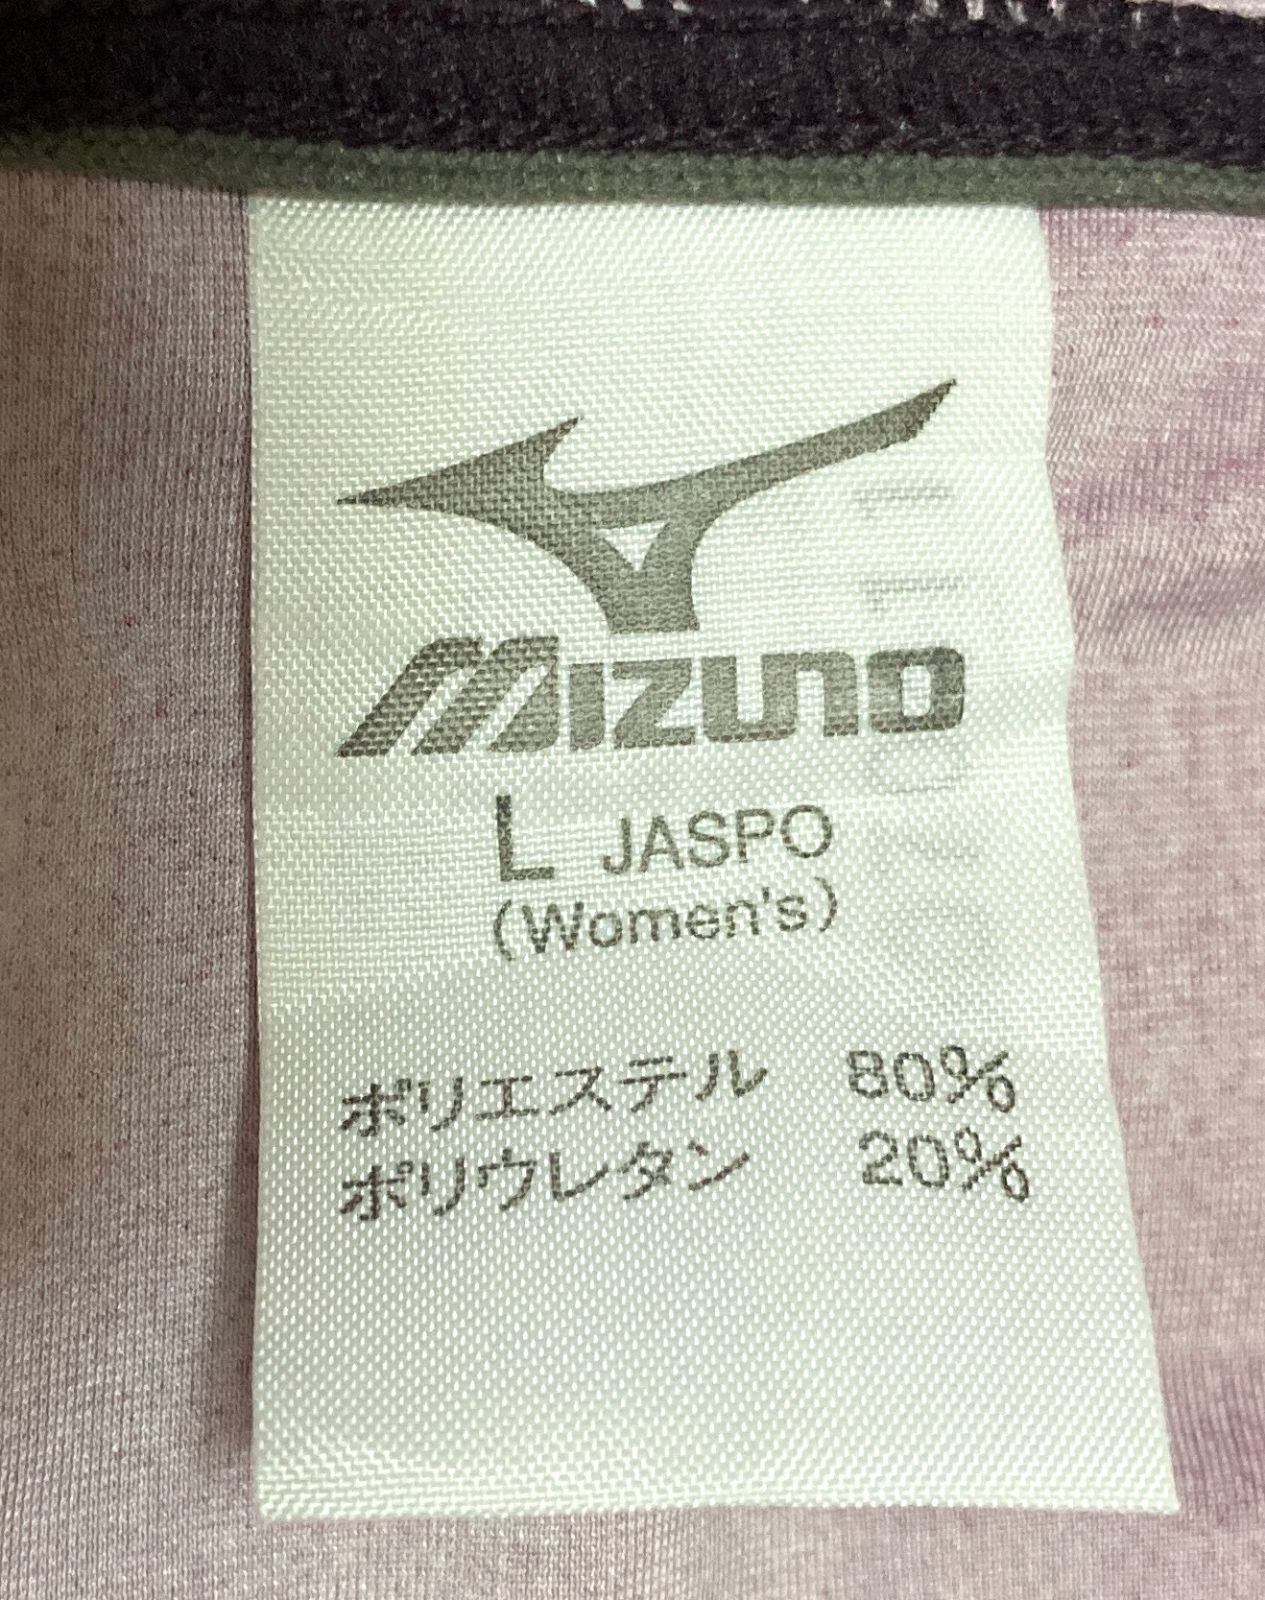 Mizuno
L JASPO
(Women's)
ポリエステル 80%
ポリウレタン 20%